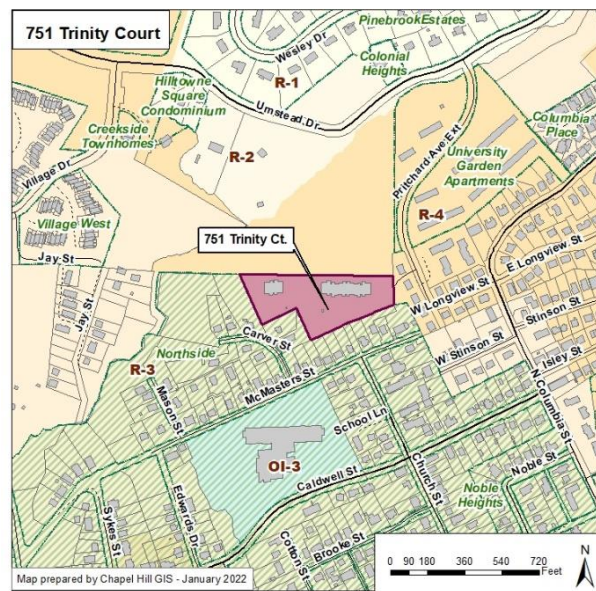 751 Trinity Court
Pinebrook Estates
Wesley Dr
R-1
Colonial
Heights
Hilltowne
Square
Condominium
Umstead Dr
Creekside
Townhomes
R-2
Columbia
Place
Pritchard Ave Ext
University
Garden
Apartments
Village Dr
Village West
R-4
751 Trinity Ct.
Jay St
E Longview St
W Longview St
Jay St
Stinson St
Carver St
W Stinson St
Isley St
Northside
R-3
McMasters St
Mason St
N Columbia St
School Ln
OI-3
Caldwell St
Church St
Noble St
Noble
Heights
Edwards Dr
Sykes St
Brooke St
Cotton St
N
0 90 180 360 540 720
Feet
Map prepared by Chapel Hill GIS - January 2022